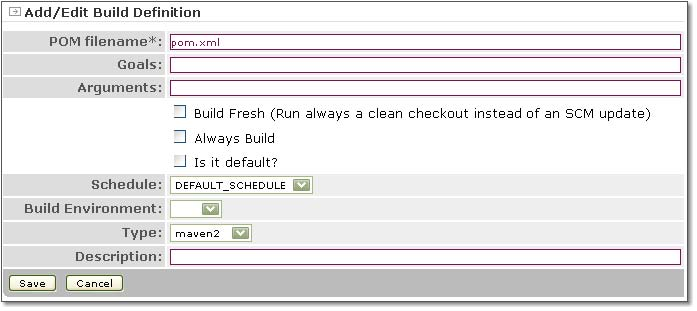 Add/Edit Build Definition
POM filename*: pom.xml
Goals:
Arguments:
Build Fresh (Run always a clean checkout instead of an SCM update)
Always Build
Is it default?
Schedule: DEFAULT_SCHEDULE
Build Environment:
Type: maven2
Description:
Save Cancel